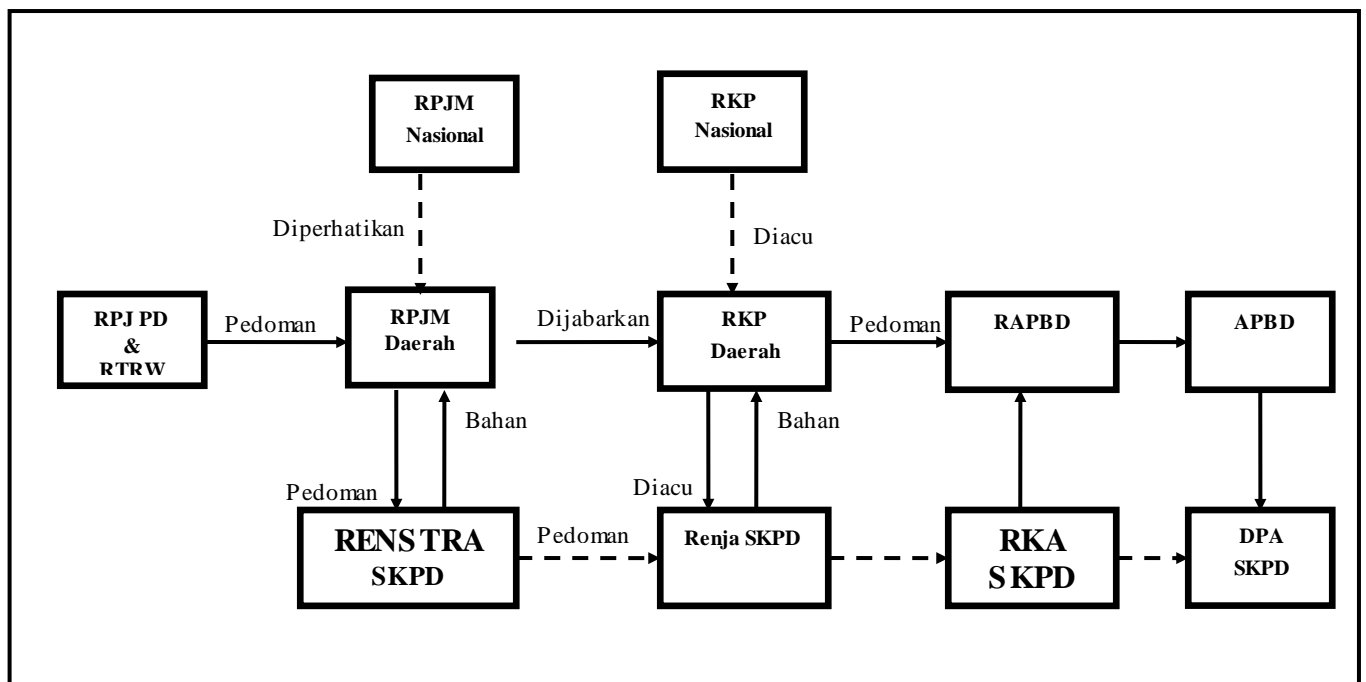 RPJM
Nasional
RKP
Nasional
Diperhatikan
Diacu
RPJ PD
&
RTRW
Pedoman
RPJM
Daerah
Dijabarkan
RKP
Daerah
Pedoman
RAPBD
APBD
Bahan
Bahan
Pedoman
Diacu
RENSTRA
SKPD
Pedoman
Renja SKPD
RKA
SKPD
DPA
SKPD